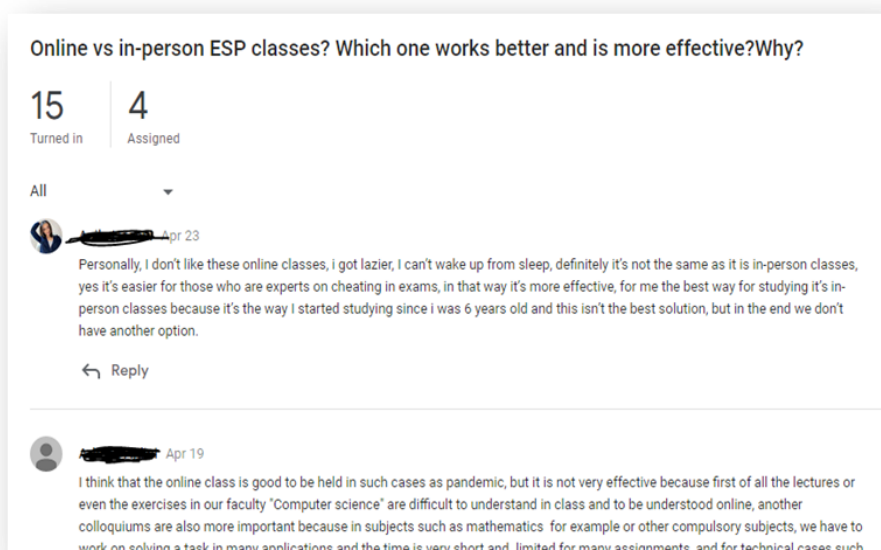 Online vs in-person ESP classes? Which one works better and is more effective?Why?
15
4
Turned in
Assigned
All
Apr 23
Personally, I don't like these online classes, i got lazier, I can't wake up from sleep, definitely it's not the same as it is in-person classes,
yes it's easier for those who are experts on cheating in exams, in that way it's more effective, for me the best way for studying it's in-
person classes because it's the way I started studying since i was 6 years old and this isn't the best solution, but in the end we don't
have another option.
Reply
Apr 19
I think that the online class is good to be held in such cases as pandemic, but it is not very effective because first of all the lectures or
even the exercises in our faculty "Computer science" are difficult to understand in class and to be understood online, another
colloquiums are also more important because in subjects such as mathematics for example or other compulsory subjects, we have to
work on solving a task in many applications and the time is very short and limited for many assignments, and for technical cases such